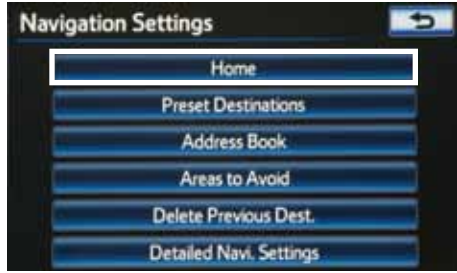 Navigation Settings
Home
Preset Destinations
Address Book
Areas to Avoid
Delete Previous Dest.
Detailed Navi. Settings